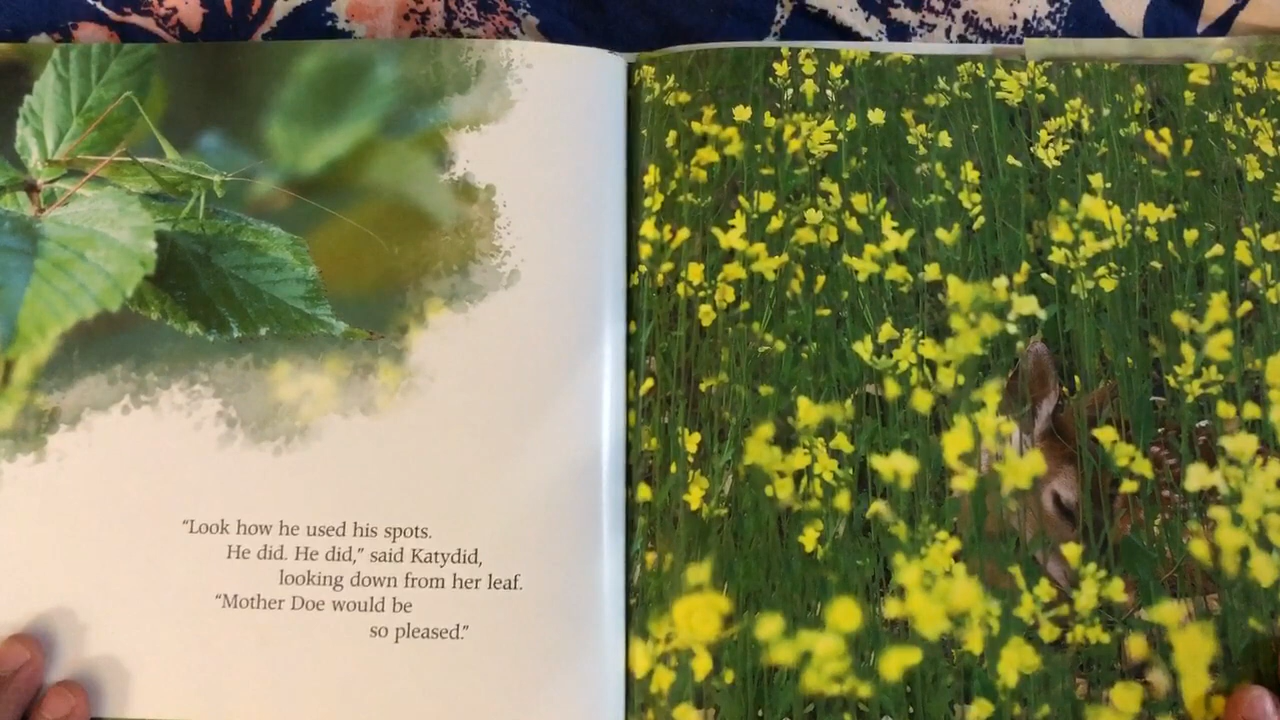 “Look how he used his spots.
He did. He did,” said Katydid,
looking down from her leaf.
“Mother Doe would be
so pleased.”